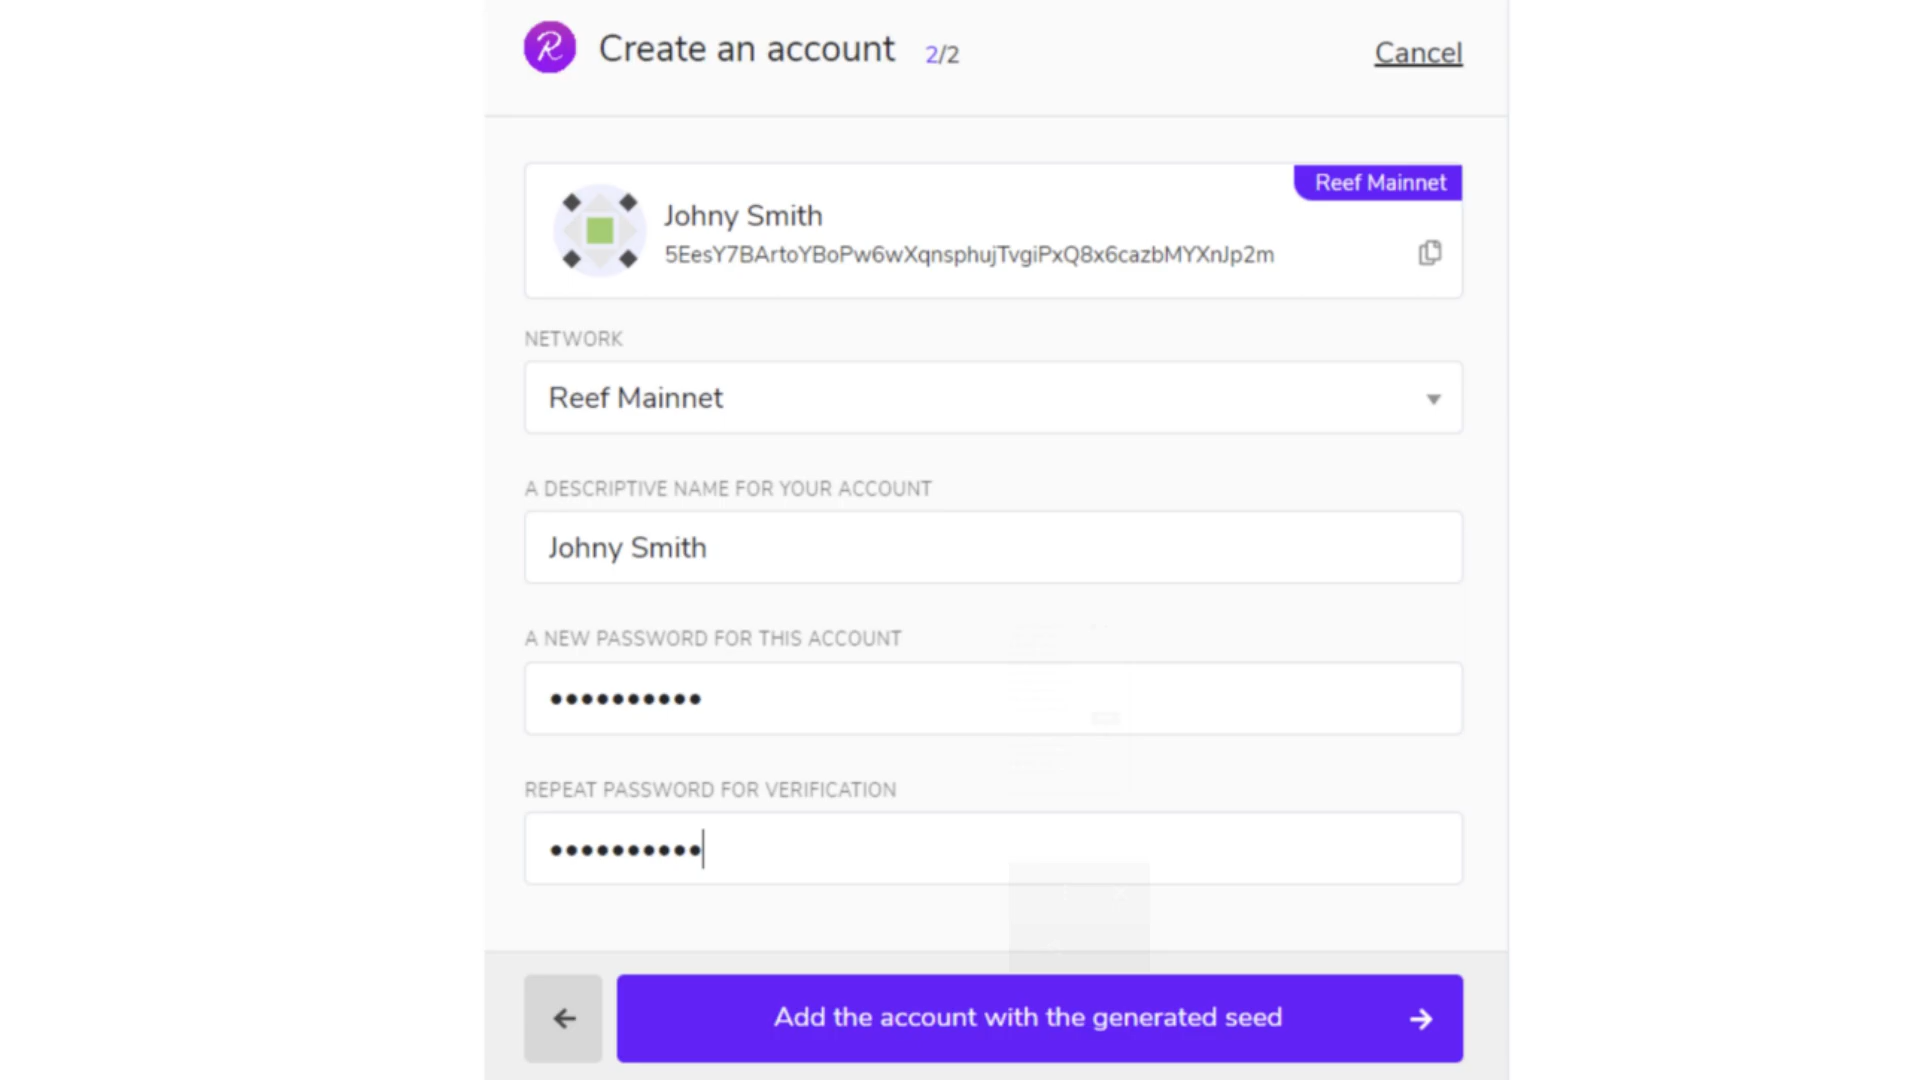 R
Create an account 2/2 Cancel
Reef Mainnet
Johny Smith
5EesY7BArtoYBoPw6wXqnsphujTvgiPxQ8x6cazbMYXnJp2m
NETWORK
Reef Mainnet
A DESCRIPTIVE NAME FOR YOUR ACCOUNT
Johny Smith
A NEW PASSWORD FOR THIS ACCOUNT
••••••••••
REPEAT PASSWORD FOR VERIFICATION
••••••••••
Add the account with the generated seed